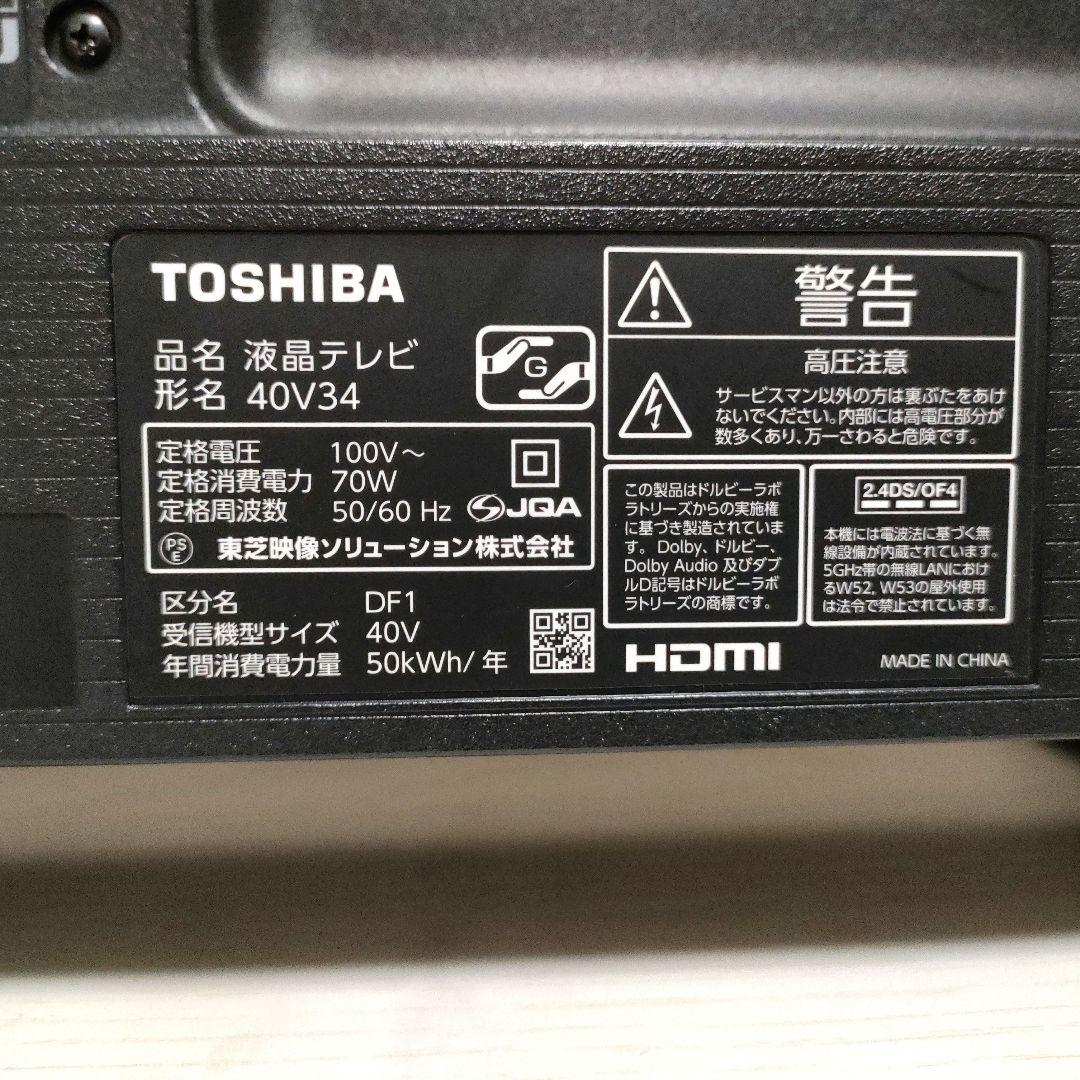 TOSHIBA
品名 液晶テレビ
形名 40V34
G
定格電圧 100V～
定格消費電力 70W
定格周波数 50/60 Hz
JQA
PS
E
東芝映像ソリューション株式会社
区分名 DF1
受信機型サイズ 40V
年間消費電力量 50kWh/年
警告
高圧注意
サービスマン以外の方は裏ぶたをあけ
ないでください。内部には高電圧部分が
数多くあり、万一さわると危険です。
この製品はドルビーラボ
ラトリーズからの実施権
に基づき製造されていま
す。Dolby、ドルビー、
Dolby Audio 及びダブ
ルD記号はドルビーラボ
ラトリーズの商標です。
2.4DS/OF4
本機には電波法に基づく無
線設備が内蔵されています。
5GHz帯の無線LANにおけ
るW52, W53の屋外使用
は法令で禁止されています。
HDMI
MADE IN CHINA